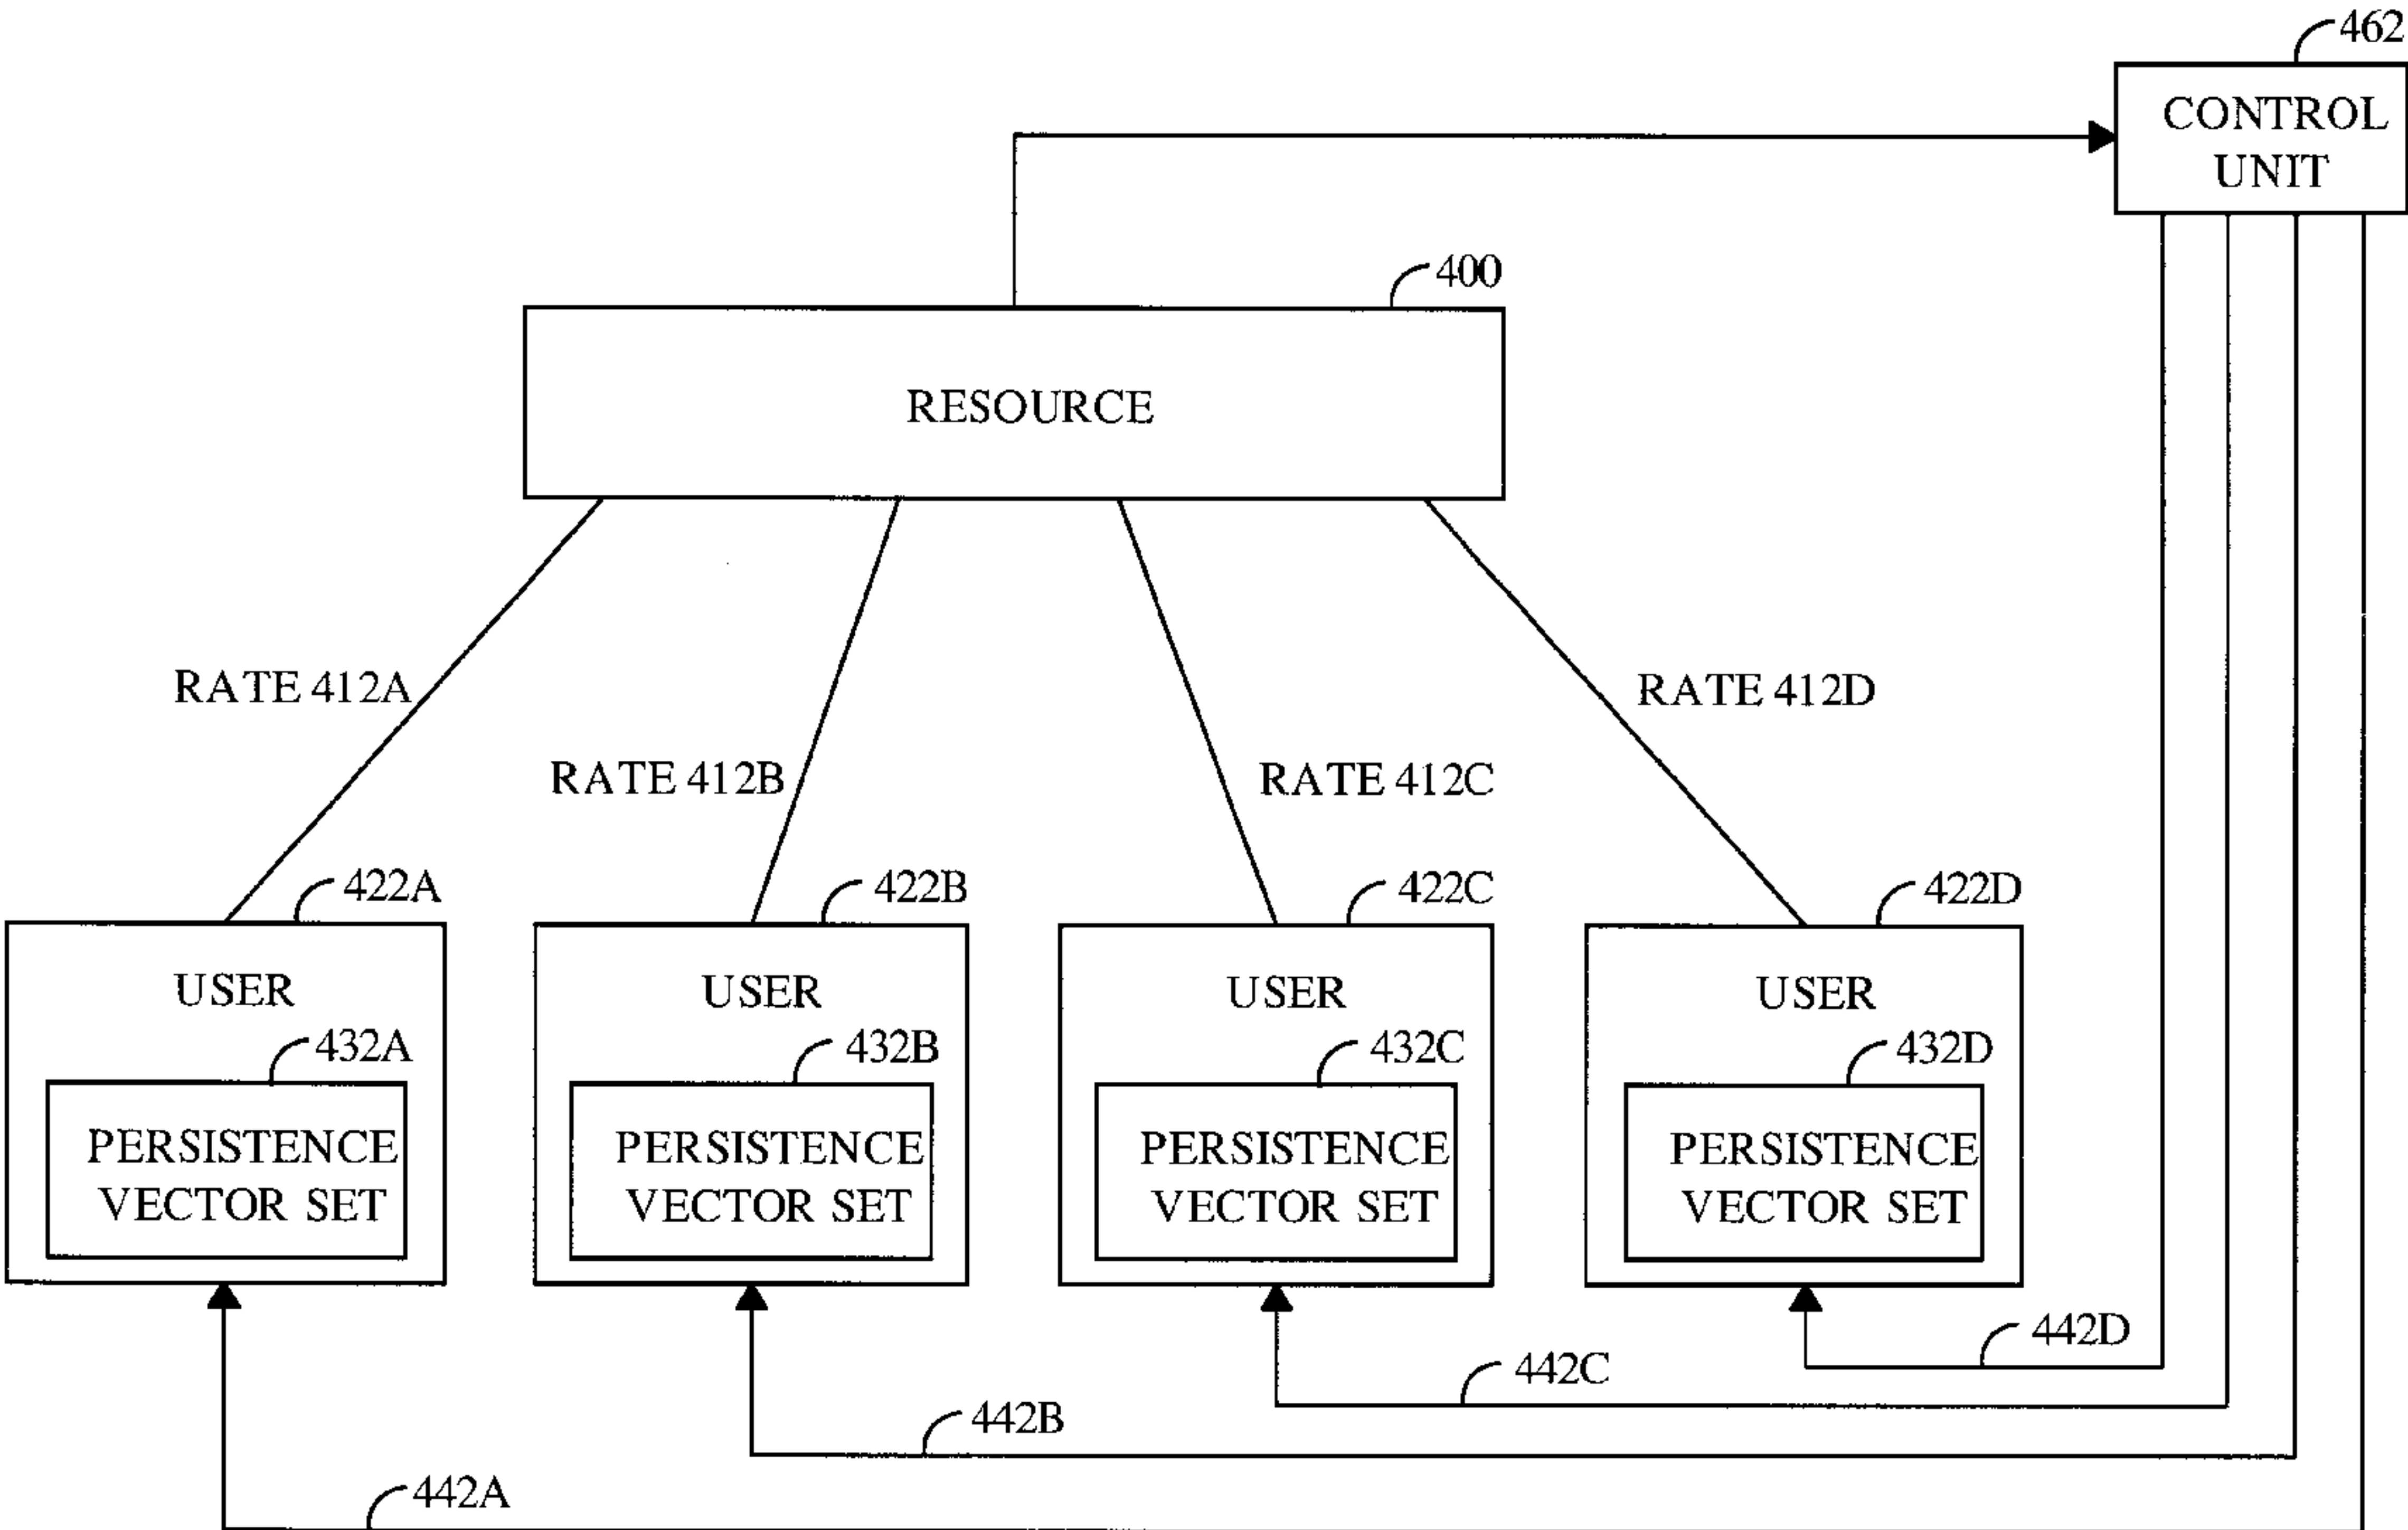 462
CONTROL
UNIT
400
RESOURCE
RATE 412A
RATE 412D
RATE 412B
RATE 412C
422A
422B
422C
422D
USER
USER
USER
USER
432A
432B
432C
432D
PERSISTENCE
VECTOR SET
PERSISTENCE
VECTOR SET
PERSISTENCE
VECTOR SET
PERSISTENCE
VECTOR SET
442D
442C
442B
442A